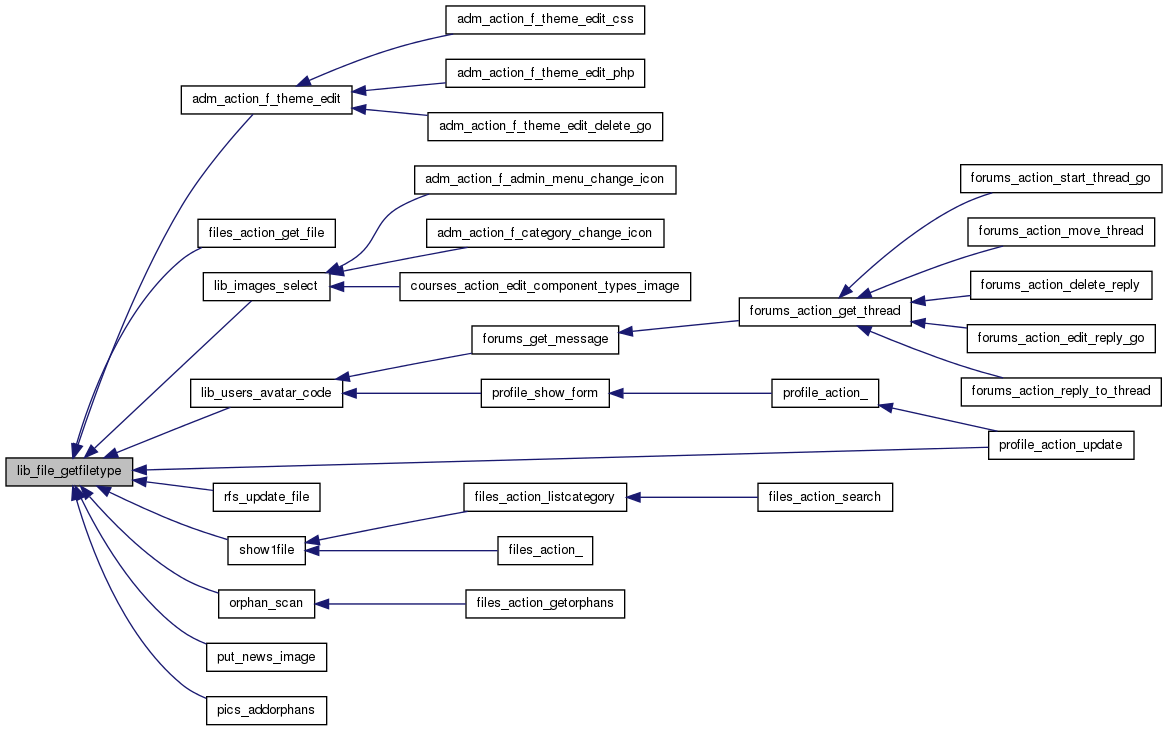 adm_action_f_theme_edit_css
adm_action_f_theme_edit_php
adm_action_f_theme_edit
adm_action_f_theme_edit_delete_go
adm_action_f_admin_menu_change_icon
forums_action_start_thread_go
files_action_get_file
adm_action_f_category_change_icon
forums_action_move_thread
lib_images_select
courses_action_edit_component_types_image
forums_action_delete_reply
forums_action_get_thread
forums_get_message
forums_action_edit_reply_go
lib_users_avatar_code
profile_show_form
profile_action_
forums_action_reply_to_thread
profile_action_update
lib_file_getfiletype
rfs_update_file
files_action_listcategory
files_action_search
show1file
files_action_
orphan_scan
files_action_getorphans
put_news_image
pics_addorphans